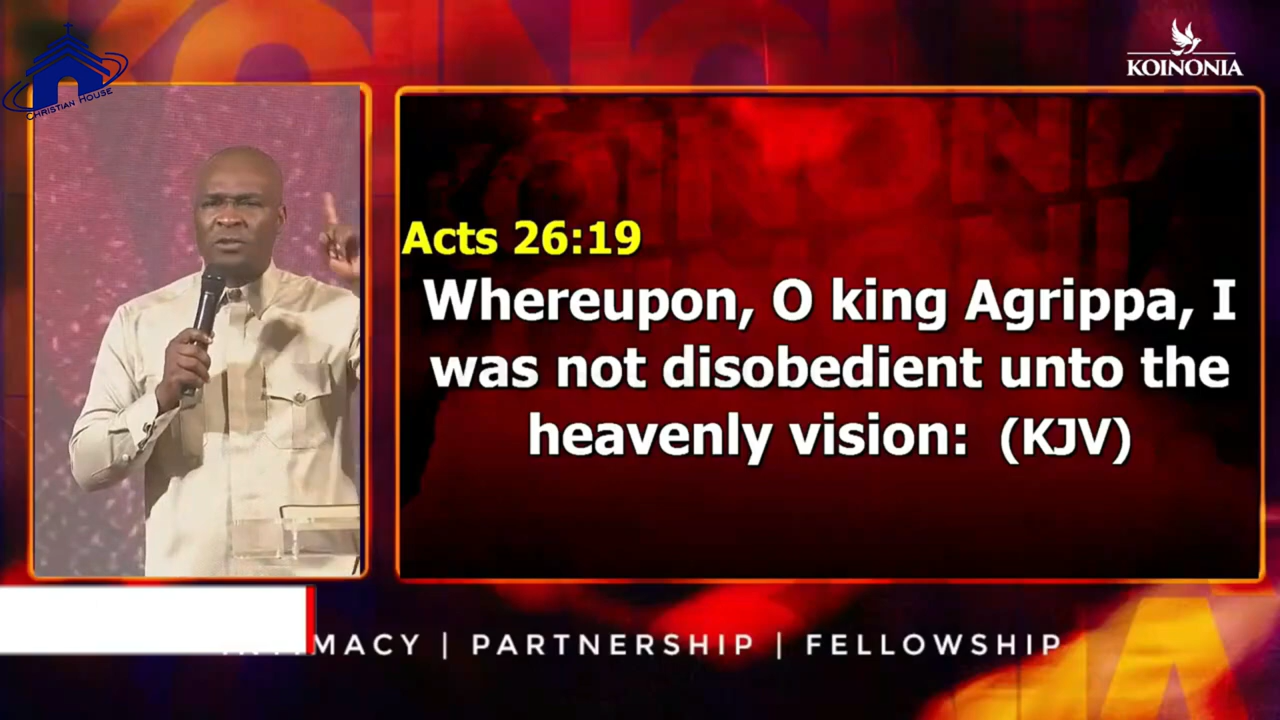 CHRISTIAN HOUSE
KOINONIA
Acts 26:19
Whereupon, O king Agrippa, I
was not disobedient unto the
heavenly vision: (KJV)
| PARTNERSHIP | FELLOWSHIP